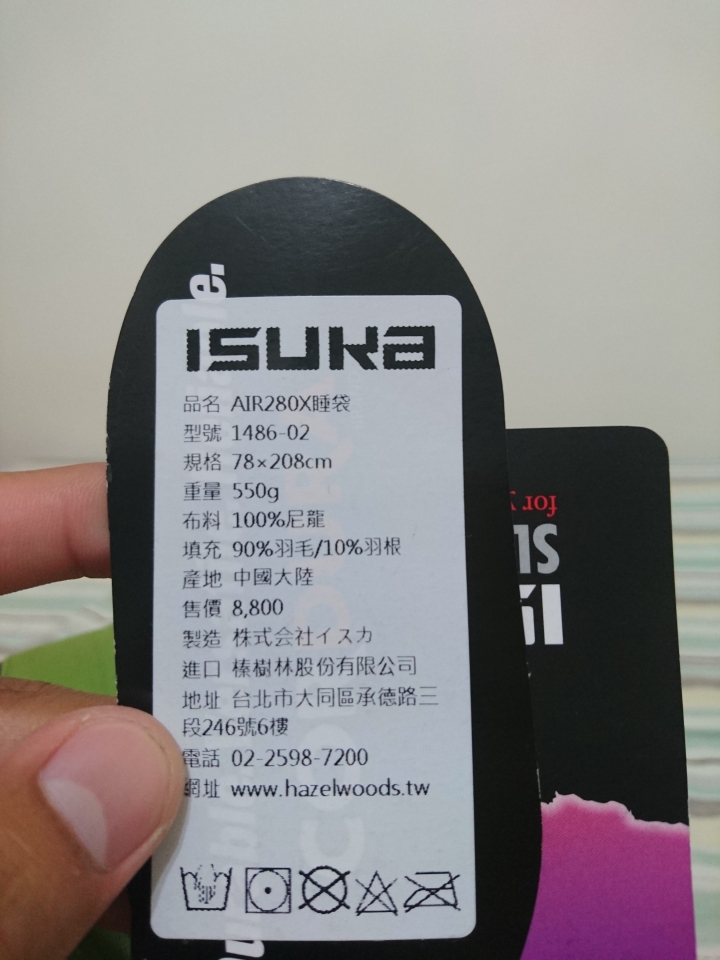 ISUKA
品名 AIR280X睡袋
型號 1486-02
規格 78×208cm
重量 550g
布料 100%尼龍
填充 90%羽毛/10%羽根
產地 中國大陸
售價 8,800
製造 株式会社イスカ
進口 榛樹林股份有限公司
地址 台北市大同區承德路三
段246號6樓
電話 02-2598-7200
網址 www.hazelwoods.tw
for